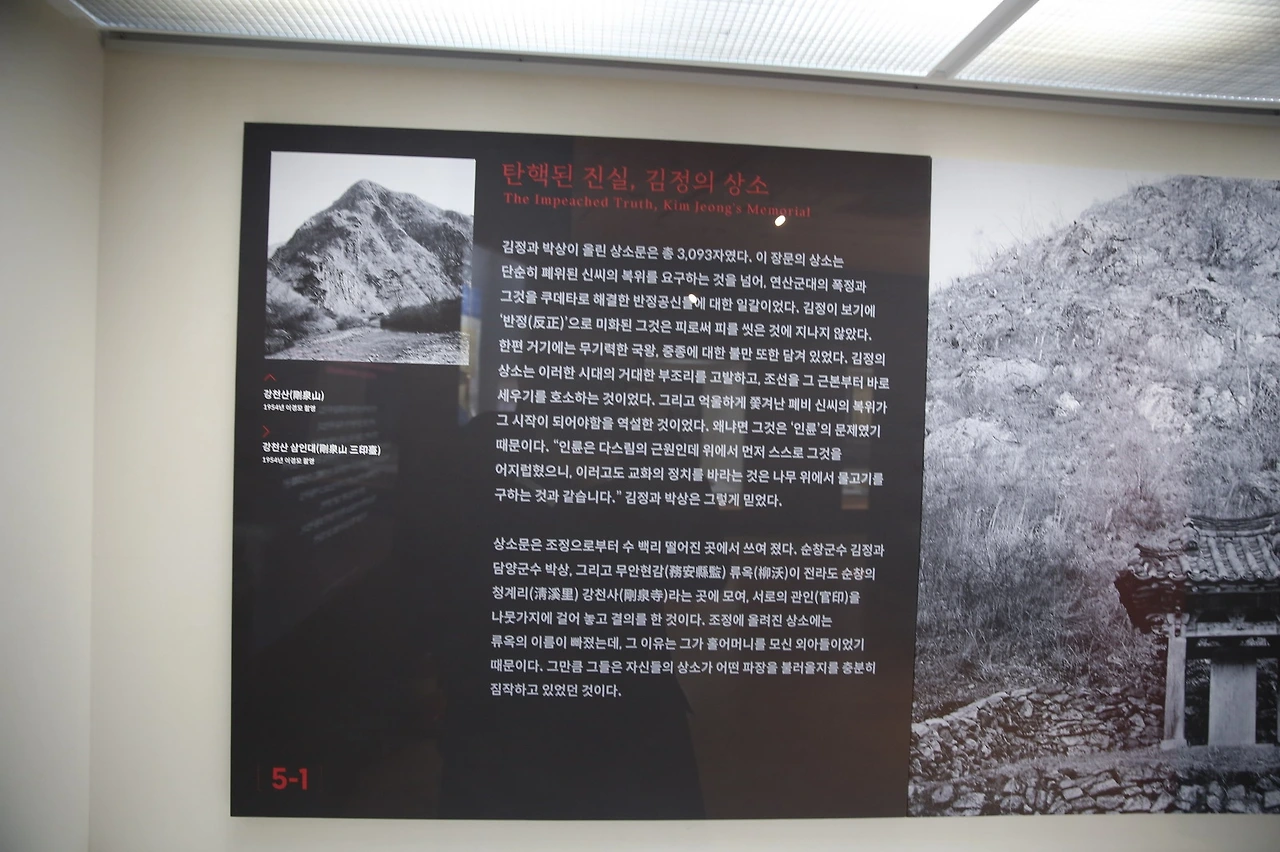 탄핵된 진실, 김정의 상소
The Impeached Truth, Kim Jeong's Memorial
김정과 박상이 올린 상소문은 총 3,093자였다. 이 장문의 상소는
단순히 폐위된 신씨의 복위를 요구하는 것을 넘어, 연산군대의 폭정과
그것을 쿠데타로 해결한 반정공신들에 대한 일갈이었다. 김정이 보기에
‘반정(反正)’으로 미화된 그것은 피로써 피를 씻은 것에 지나지 않았다.
한편 거기에는 무기력한 국왕, 중종에 대한 불만 또한 담겨 있었다. 김정의
상소는 이러한 시대의 거대한 부조리를 고발하고, 조선을 그 근본부터 바로
세우기를 호소하는 것이었다. 그리고 억울하게 쫓겨난 폐비 신씨의 복위가
그 시작이 되어야함을 역설한 것이었다. 왜냐면 그것은 ‘인륜’의 문제였기
때문이다. “인륜은 다스림의 근원인데 위에서 먼저 스스로 그것을
어지럽혔으니, 이러고도 교화의 정치를 바라는 것은 나무 위에서 물고기를
구하는 것과 같습니다.” 김정과 박상은 그렇게 믿었다.
상소문은 조정으로부터 수 백리 떨어진 곳에서 쓰여 졌다. 순창군수 김정과
담양군수 박상, 그리고 무안현감(務安縣監) 류옥(柳沃)이 전라도 순창의
청계리(淸溪里) 강천사(剛泉寺)라는 곳에 모여, 서로의 관인(官印)을
나뭇가지에 걸어 놓고 결의를 한 것이다. 조정에 올려진 상소에는
류옥의 이름이 빠졌는데, 그 이유는 그가 홀어머니를 모신 외아들이었기
때문이다. 그만큼 그들은 자신들의 상소가 어떤 파장을 불러올지를 충분히
짐작하고 있었던 것이다.
강천산(剛泉山)
1954년 이경모 촬영
강천산 삼인대(剛泉山 三印臺)
1954년 이경모 촬영
5-1